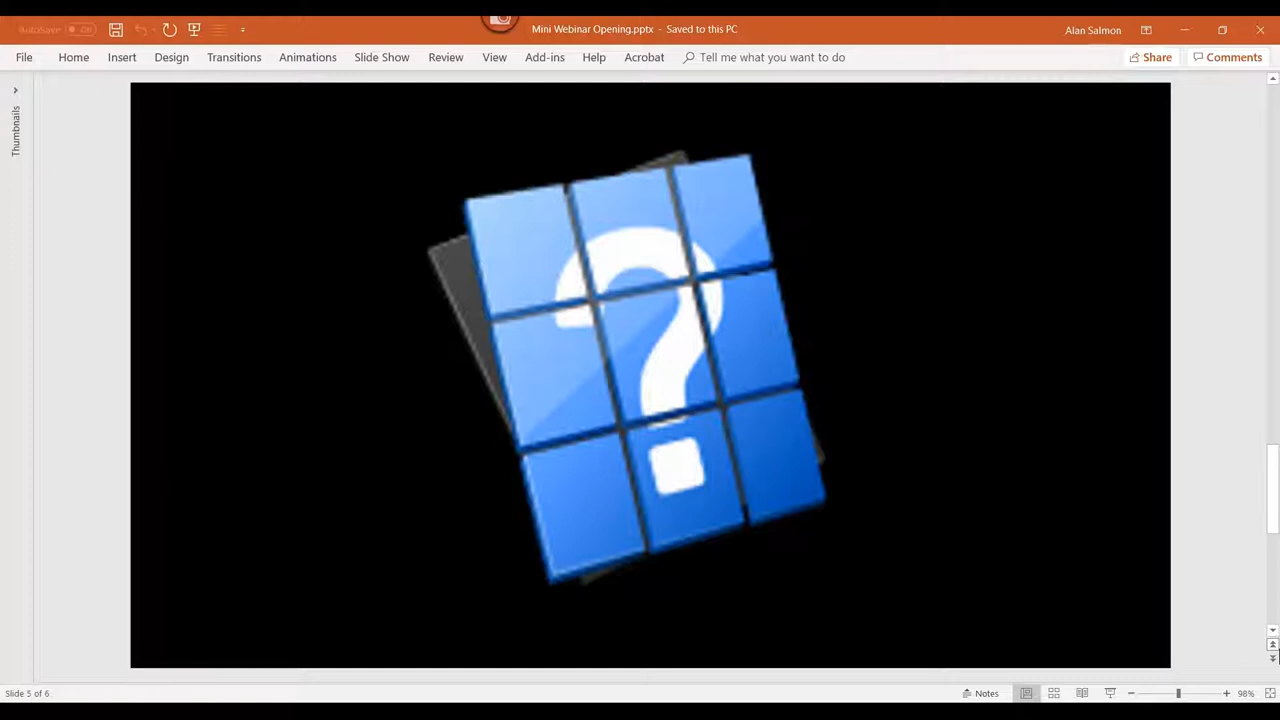 AutoSave Off
Mini Webinar Opening.pptx - Saved to this PC
Alan Salmon
File Home Insert Design Transitions Animations Slide Show Review View Add-ins Help Acrobat Tell me what you want to do Share Comments
Thumbnails
?
Slide 5 of 6 Notes 98%